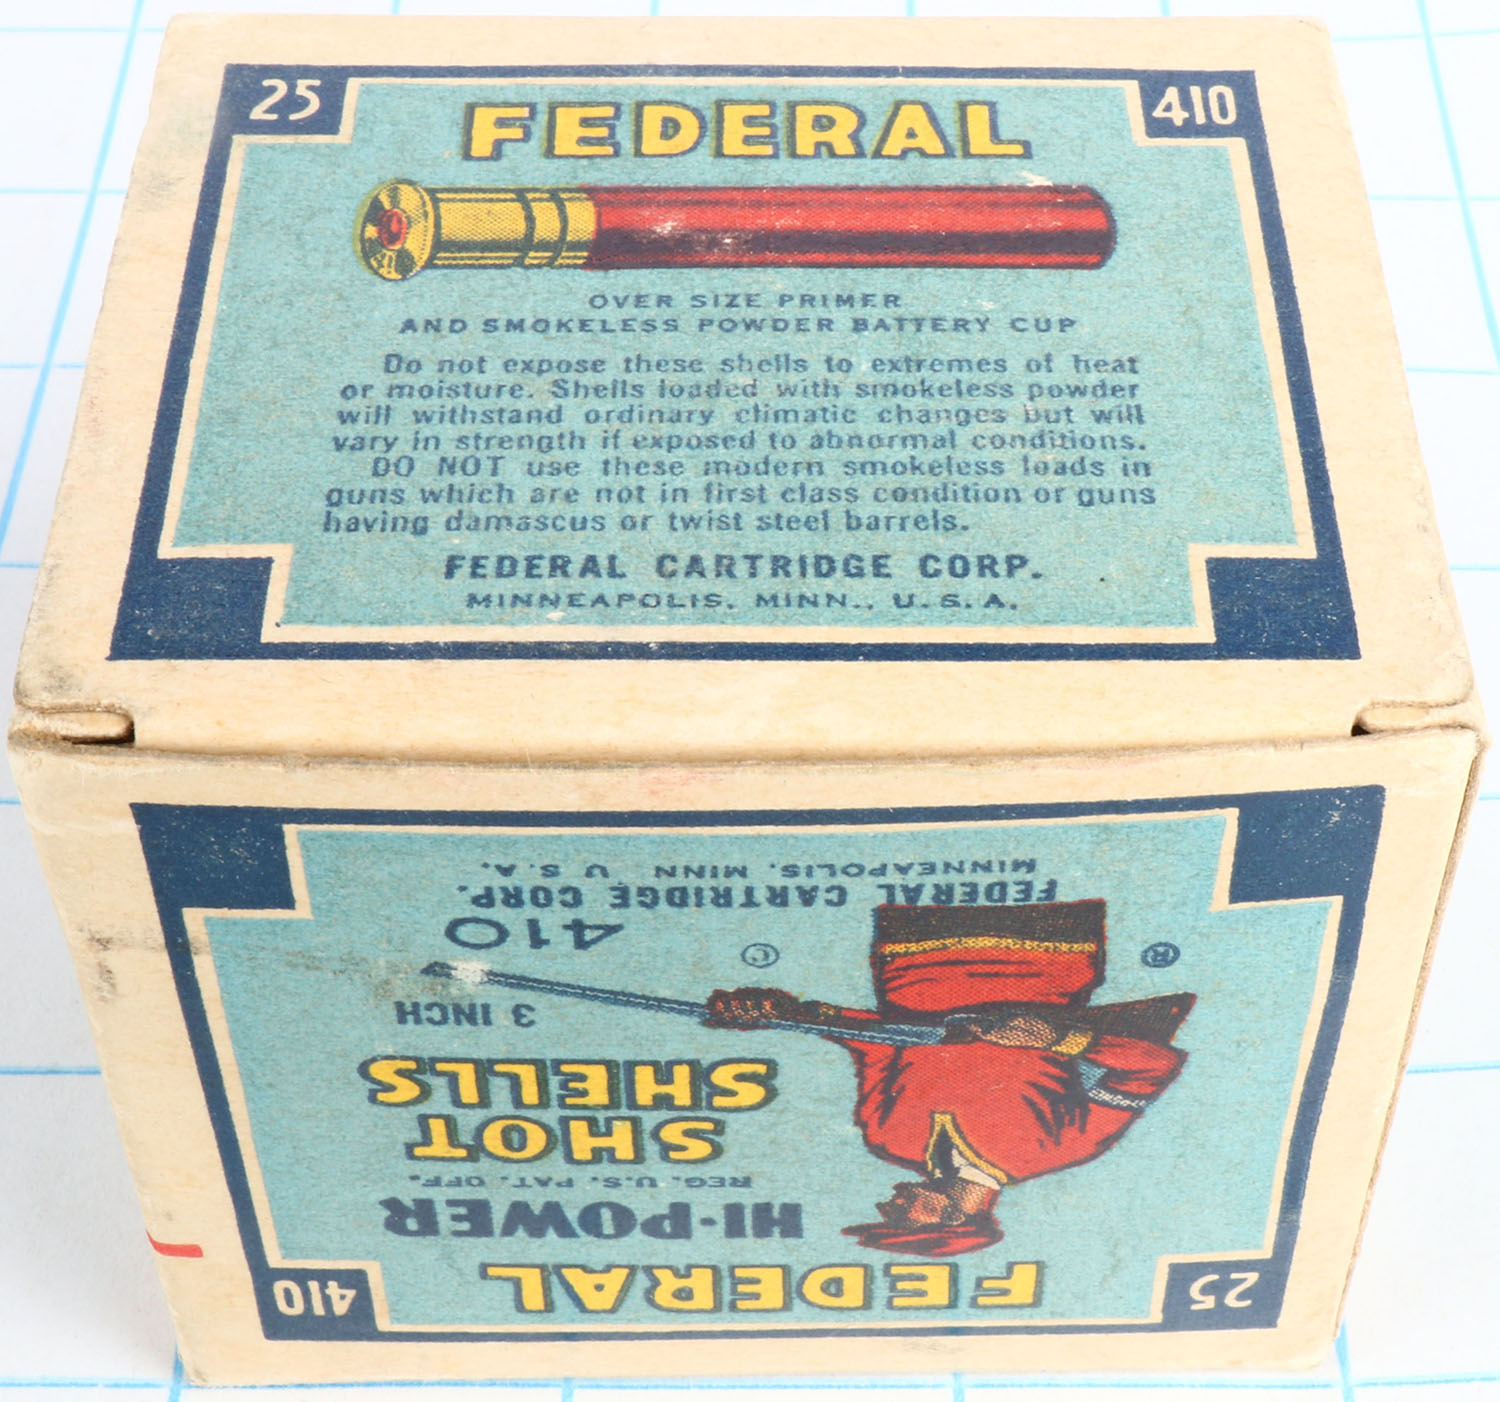 25
FEDERAL
410
OVER SIZE PRIMER
AND SMOKELESS POWDER BATTERY CUP
Do not expose these shells to extremes of heat
or moisture. Shells loaded with smokeless powder
will withstand ordinary climatic changes but will
vary in strength if exposed to abnormal conditions.
DO NOT use these modern smokeless loads in
guns which are not in first class condition or guns
having damascus or twist steel barrels.
FEDERAL CARTRIDGE CORP.
MINNEAPOLIS, MINN., U.S.A.
25
FEDERAL
410
HI-POWER
REG. U.S. PAT. OFF.
SHOT
SHELLS
3 INCH
410
®
©
FEDERAL CARTRIDGE CORP.
MINNEAPOLIS, MINN U S.A.